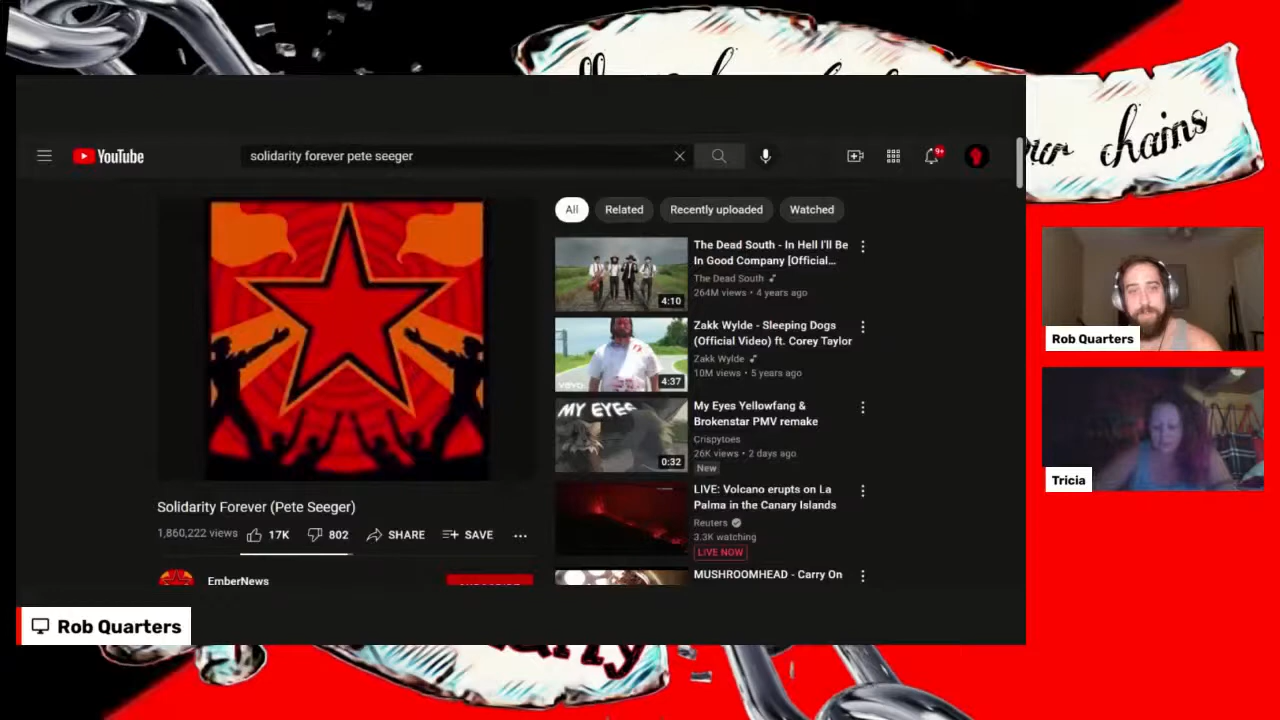 our chains
YouTube
solidarity forever pete seeger
9+
All
Related
Recently uploaded
Watched
The Dead South - In Hell I'll Be
In Good Company [Official...
The Dead South
264M views • 4 years ago
4:10
Zakk Wylde - Sleeping Dogs
(Official Video) ft. Corey Taylor
Zakk Wylde
10M views • 5 years ago
vevo
4:37
MY EYES
My Eyes Yellowfang &
Brokenstar PMV remake
Crispytoes
26K views • 2 days ago
New
0:32
LIVE: Volcano erupts on La
Palma in the Canary Islands
Reuters
3.3K watching
LIVE NOW
MUSHROOMHEAD - Carry On
Solidarity Forever (Pete Seeger)
1,860,222 views
17K
802
SHARE
SAVE
EmberNews
Rob Quarters
Tricia
Rob Quarters